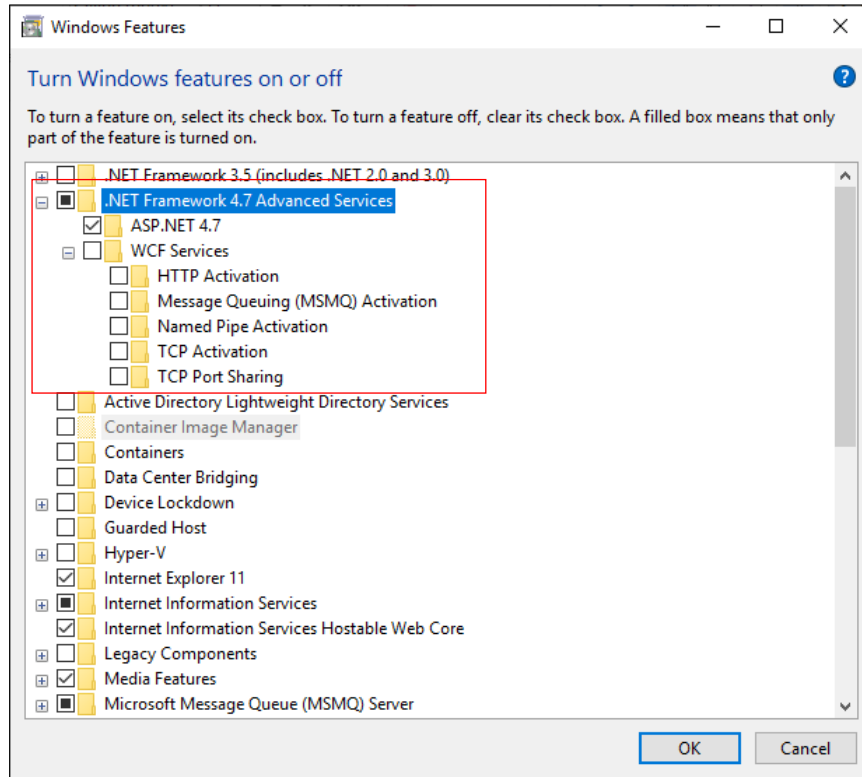 Windows Features
Turn Windows features on or off
?
To turn a feature on, select its check box. To turn a feature off, clear its check box. A filled box means that only
part of the feature is turned on.
.NET Framework 3.5 (includes .NET 2.0 and 3.0)
.NET Framework 4.7 Advanced Services
ASP.NET 4.7
WCF Services
HTTP Activation
Message Queuing (MSMQ) Activation
Named Pipe Activation
TCP Activation
TCP Port Sharing
Active Directory Lightweight Directory Services
Container Image Manager
Containers
Data Center Bridging
Device Lockdown
Guarded Host
Hyper-V
Internet Explorer 11
Internet Information Services
Internet Information Services Hostable Web Core
Legacy Components
Media Features
Microsoft Message Queue (MSMQ) Server
OK Cancel